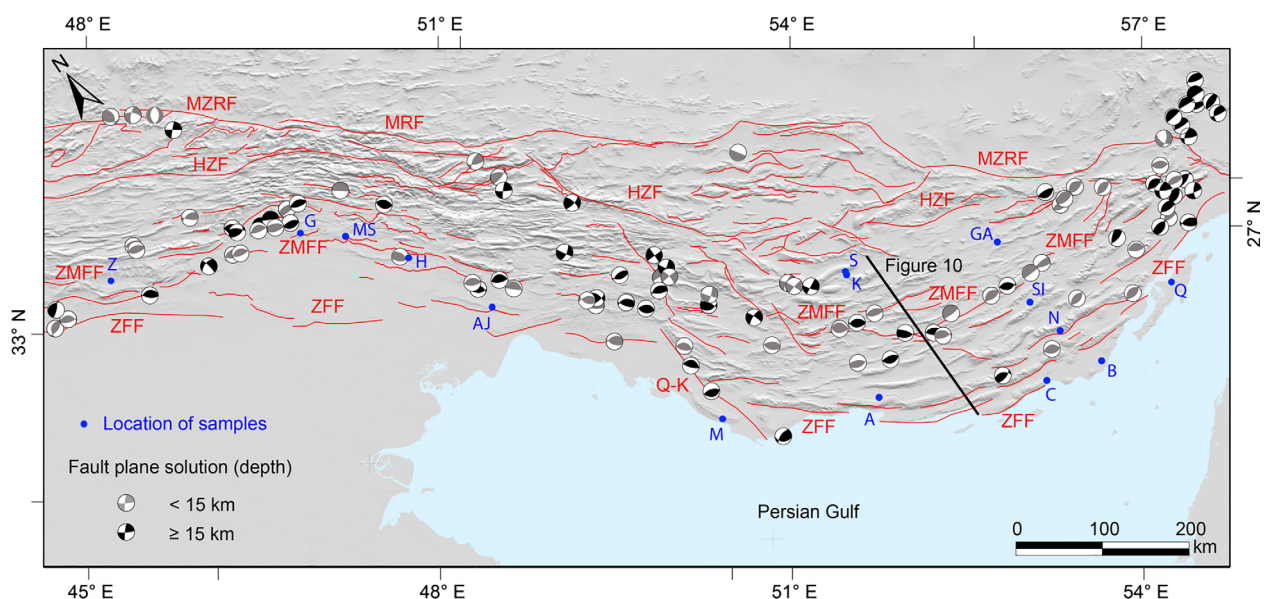 48° E
51° E
54° E
57° E
N
MZRF
MRF
HZF
HZF
MZRF
HZF
27° N
G
MS
ZMFF
GA
ZMFF
S
K
Figure 10
Z
ZMFF
H
ZFF
ZMFF
SI
Q
ZFF
ZFF
AJ
ZMFF
N
33° N
B
Q-K
C
A
M
ZFF
ZFF
Location of samples
Fault plane solution (depth)
< 15 km
≥ 15 km
Persian Gulf
0 100 200
km
45° E
48° E
51° E
54° E